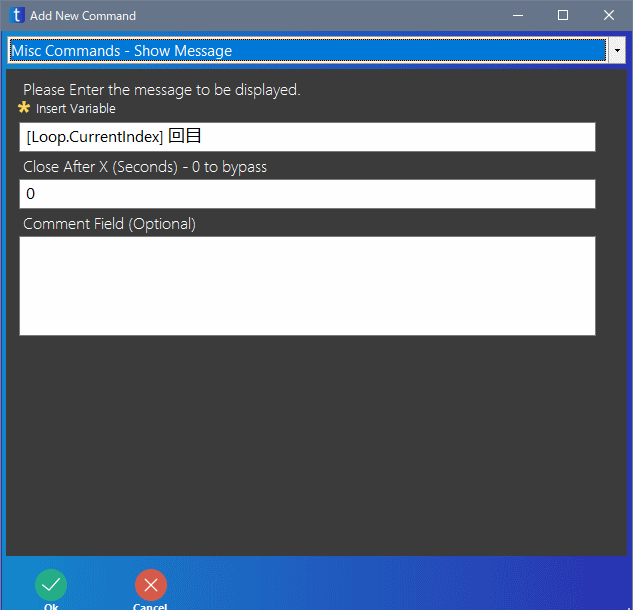 Add New Command
Misc Commands - Show Message
Please Enter the message to be displayed.
Insert Variable
[Loop.CurrentIndex] 回目
Close After X (Seconds) - 0 to bypass
0
Comment Field (Optional)
Ok
Cancel